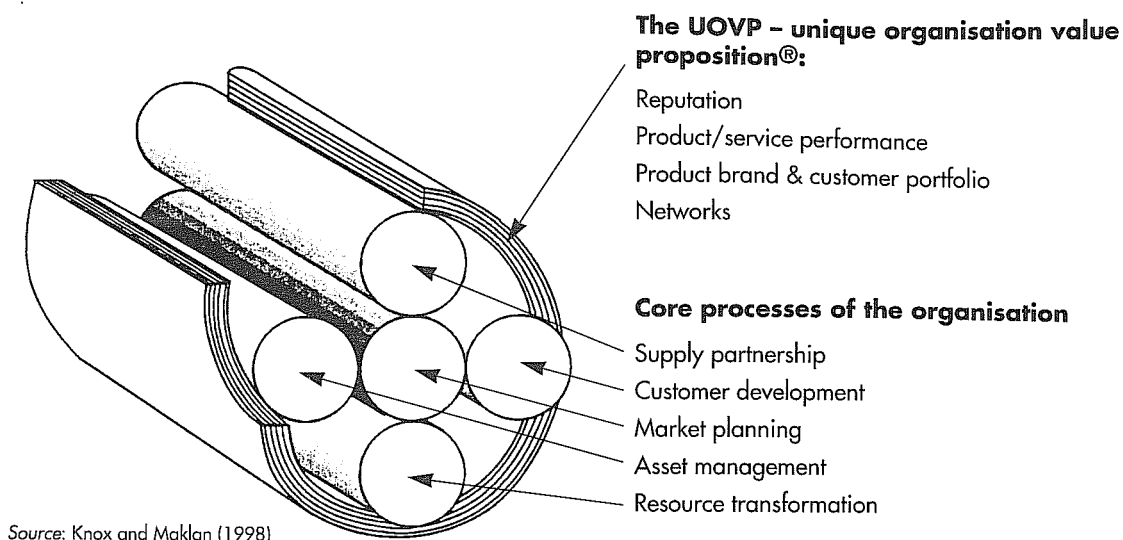 The UOVP – unique organisation value
proposition®:
Reputation
Product/service performance
Product brand & customer portfolio
Networks
Core processes of the organisation
Supply partnership
Customer development
Market planning
Asset management
Resource transformation
Source: Knox and Maklan (1998)